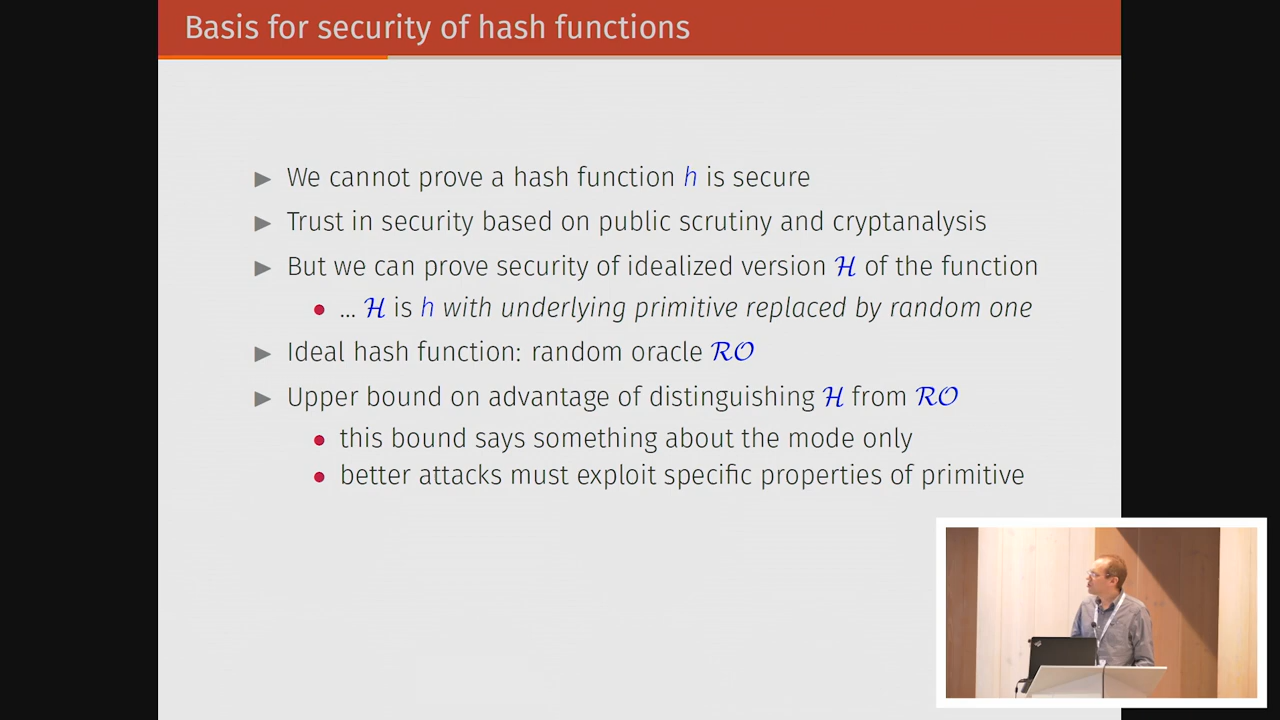 Basis for security of hash functions
▶ We cannot prove a hash function h is secure
▶ Trust in security based on public scrutiny and cryptanalysis
▶ But we can prove security of idealized version ℋ of the function
• ... ℋ is h with underlying primitive replaced by random one
▶ Ideal hash function: random oracle ℛ𝒪
▶ Upper bound on advantage of distinguishing ℋ from ℛ𝒪
• this bound says something about the mode only
• better attacks must exploit specific properties of primitive